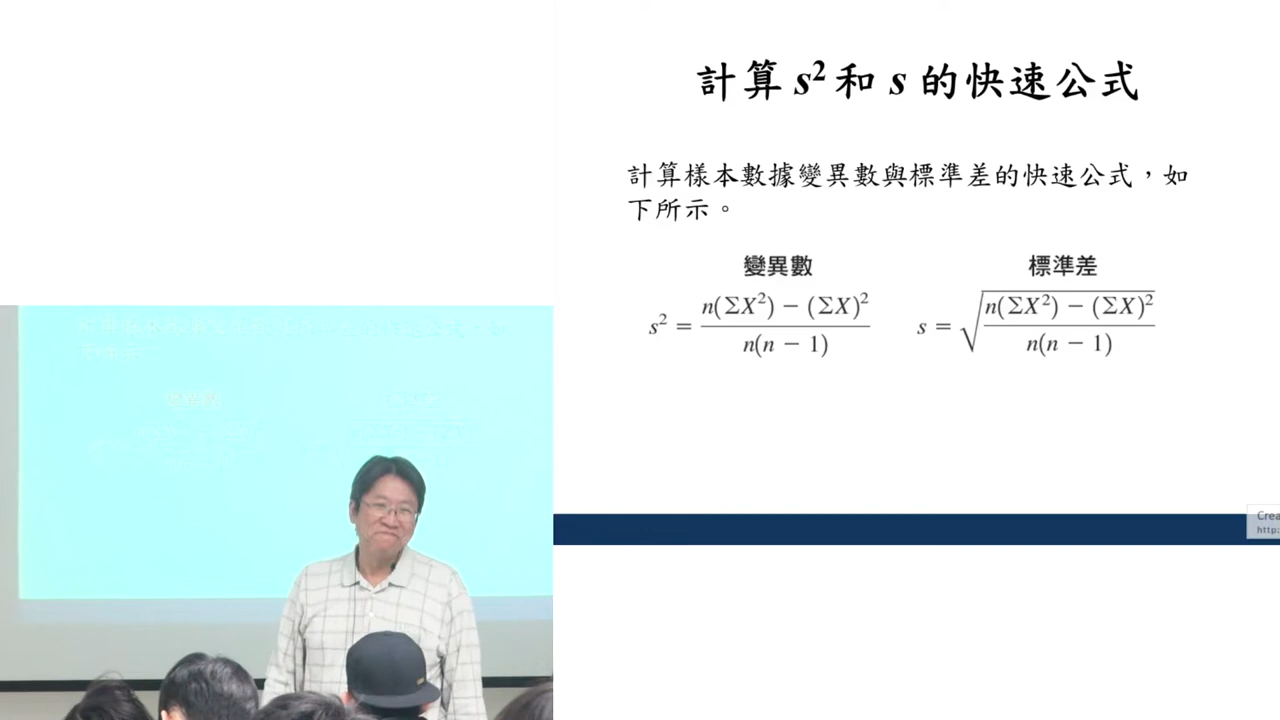 計算 s² 和 s 的快速公式
計算樣本數據變異數與標準差的快速公式，如
下所示。
變異數
s² = n(ΣX²) − (ΣX)² / n(n − 1)
標準差
s = √(n(ΣX²) − (ΣX)² / n(n − 1))
Crea
http: